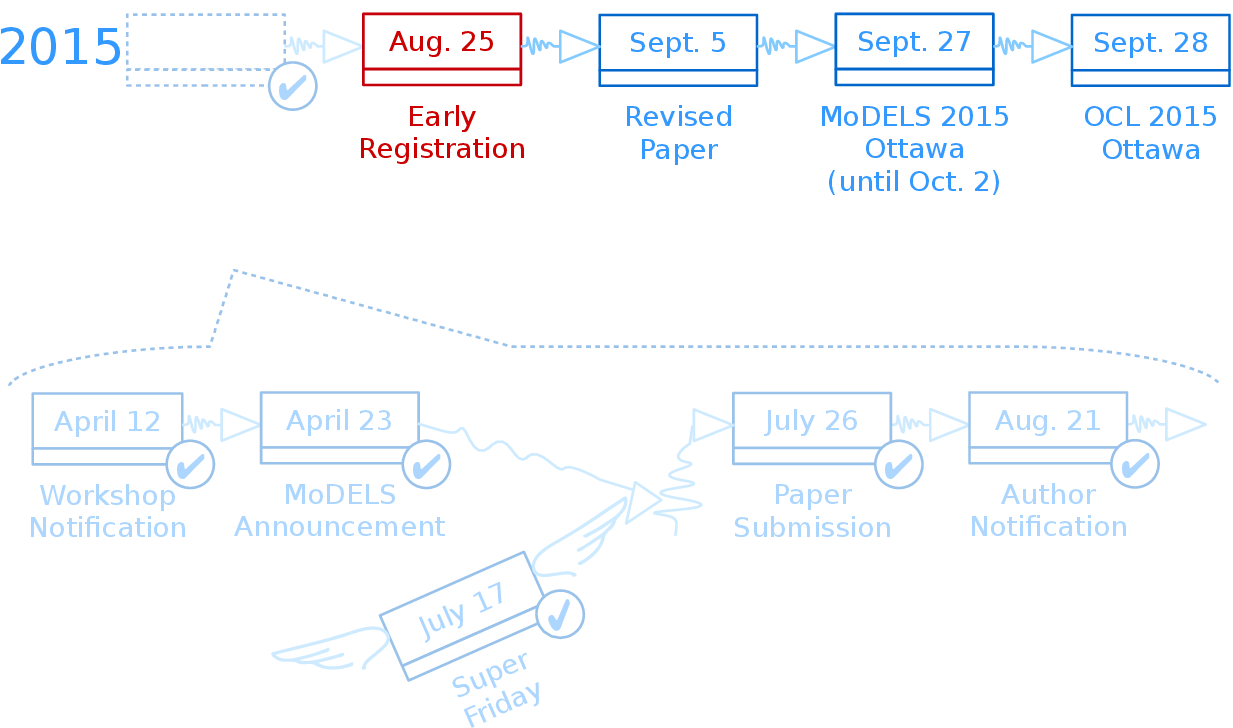 2015
Aug. 25
Early
Registration
Sept. 5
Revised
Paper
Sept. 27
MoDELS 2015
Ottawa
(until Oct. 2)
Sept. 28
OCL 2015
Ottawa
April 12
Workshop
Notification
April 23
MoDELS
Announcement
July 17
Super
Friday
July 26
Paper
Submission
Aug. 21
Author
Notification